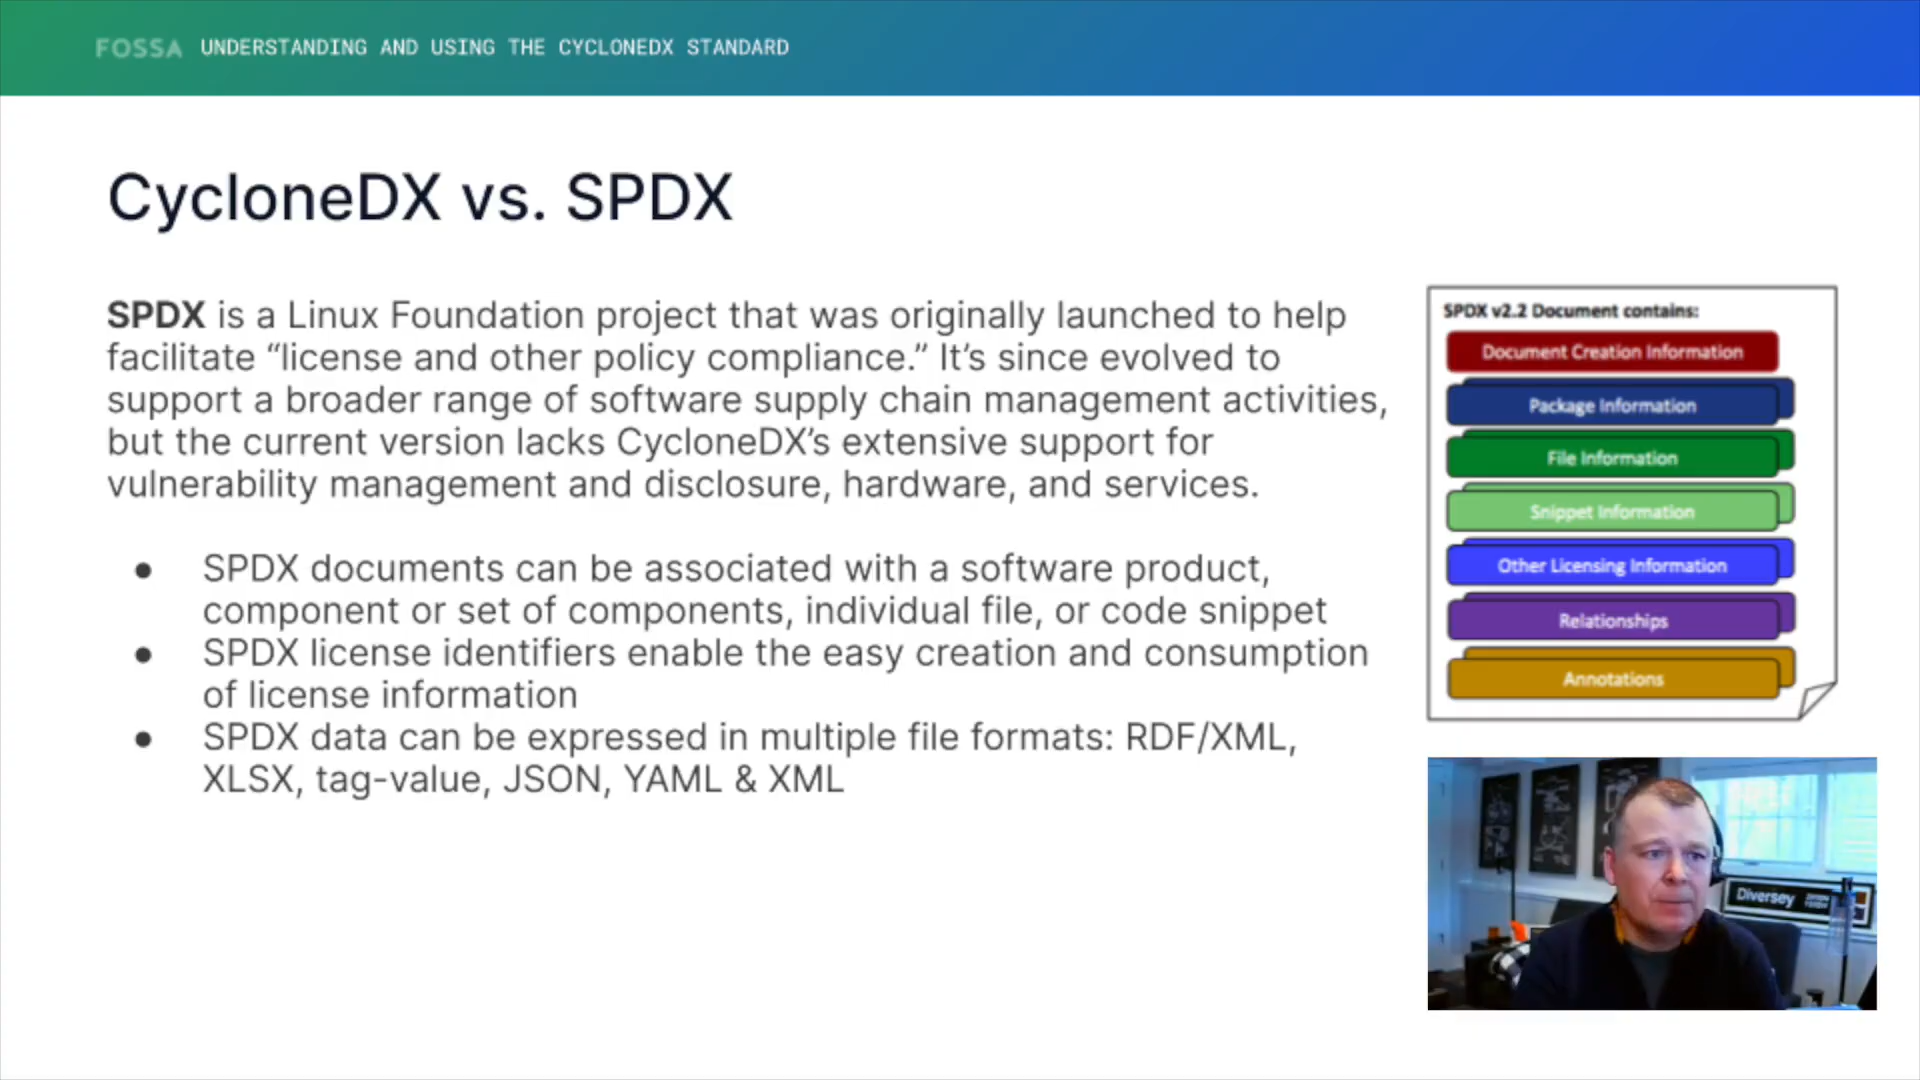 FOSSA UNDERSTANDING AND USING THE CYCLONEDX STANDARD
CycloneDX vs. SPDX
SPDX is a Linux Foundation project that was originally launched to help
facilitate “license and other policy compliance.” It’s since evolved to
support a broader range of software supply chain management activities,
but the current version lacks CycloneDX’s extensive support for
vulnerability management and disclosure, hardware, and services.
● SPDX documents can be associated with a software product,
component or set of components, individual file, or code snippet
● SPDX license identifiers enable the easy creation and consumption
of license information
● SPDX data can be expressed in multiple file formats: RDF/XML,
XLSX, tag-value, JSON, YAML & XML
SPDX v2.2 Document contains:
Document Creation Information
Package Information
File Information
Snippet Information
Other Licensing Information
Relationships
Annotations
Diversey